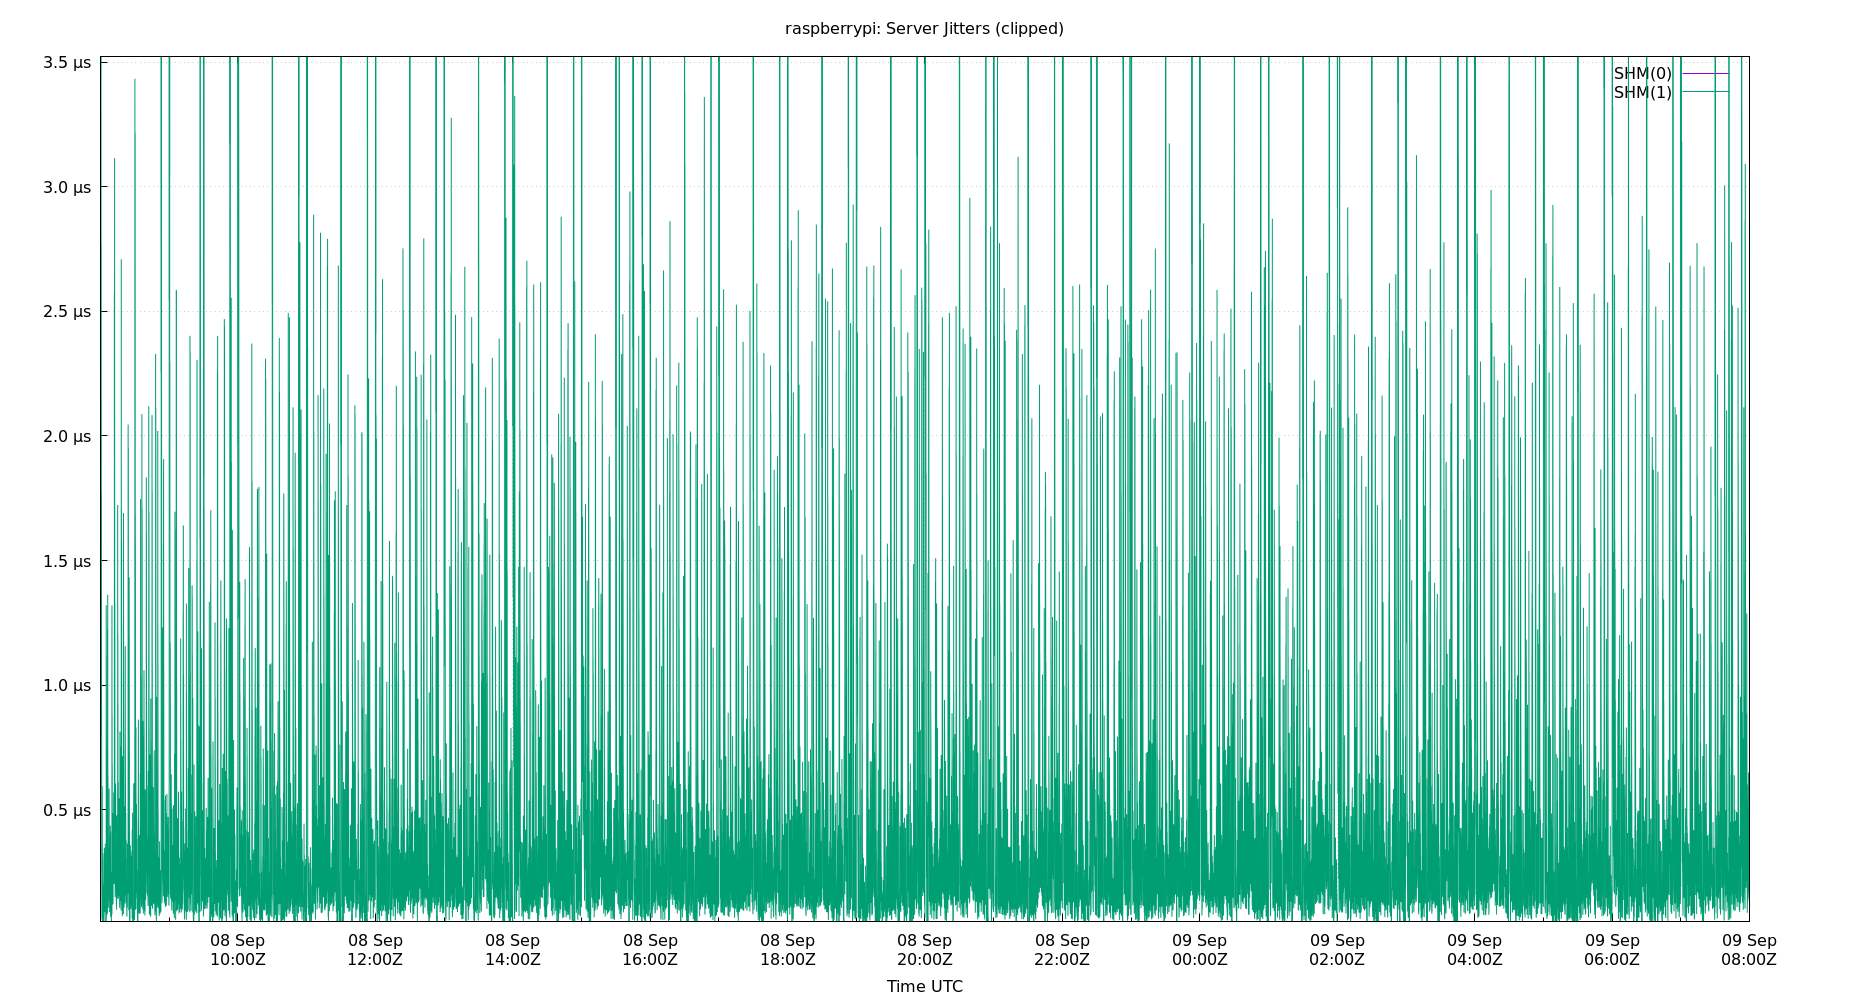 raspberrypi: Server Jitters (clipped)
3.5 µs
3.0 µs
2.5 µs
2.0 µs
1.5 µs
1.0 µs
0.5 µs
SHM(0)
SHM(1)
08 Sep 08 Sep 08 Sep 08 Sep 08 Sep 08 Sep 08 Sep 09 Sep 09 Sep 09 Sep 09 Sep 09 Sep
10:00Z 12:00Z 14:00Z 16:00Z 18:00Z 20:00Z 22:00Z 00:00Z 02:00Z 04:00Z 06:00Z 08:00Z
Time UTC